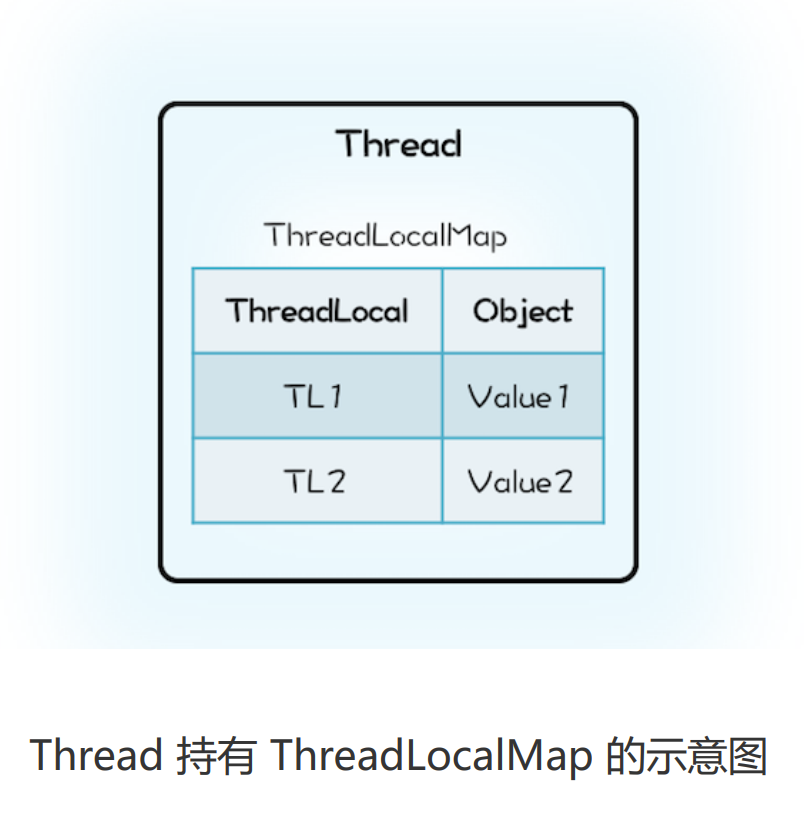 Thread
ThreadLocalMap
ThreadLocal Object
TL1 Value1
TL2 Value2
Thread 持有 ThreadLocalMap 的示意图